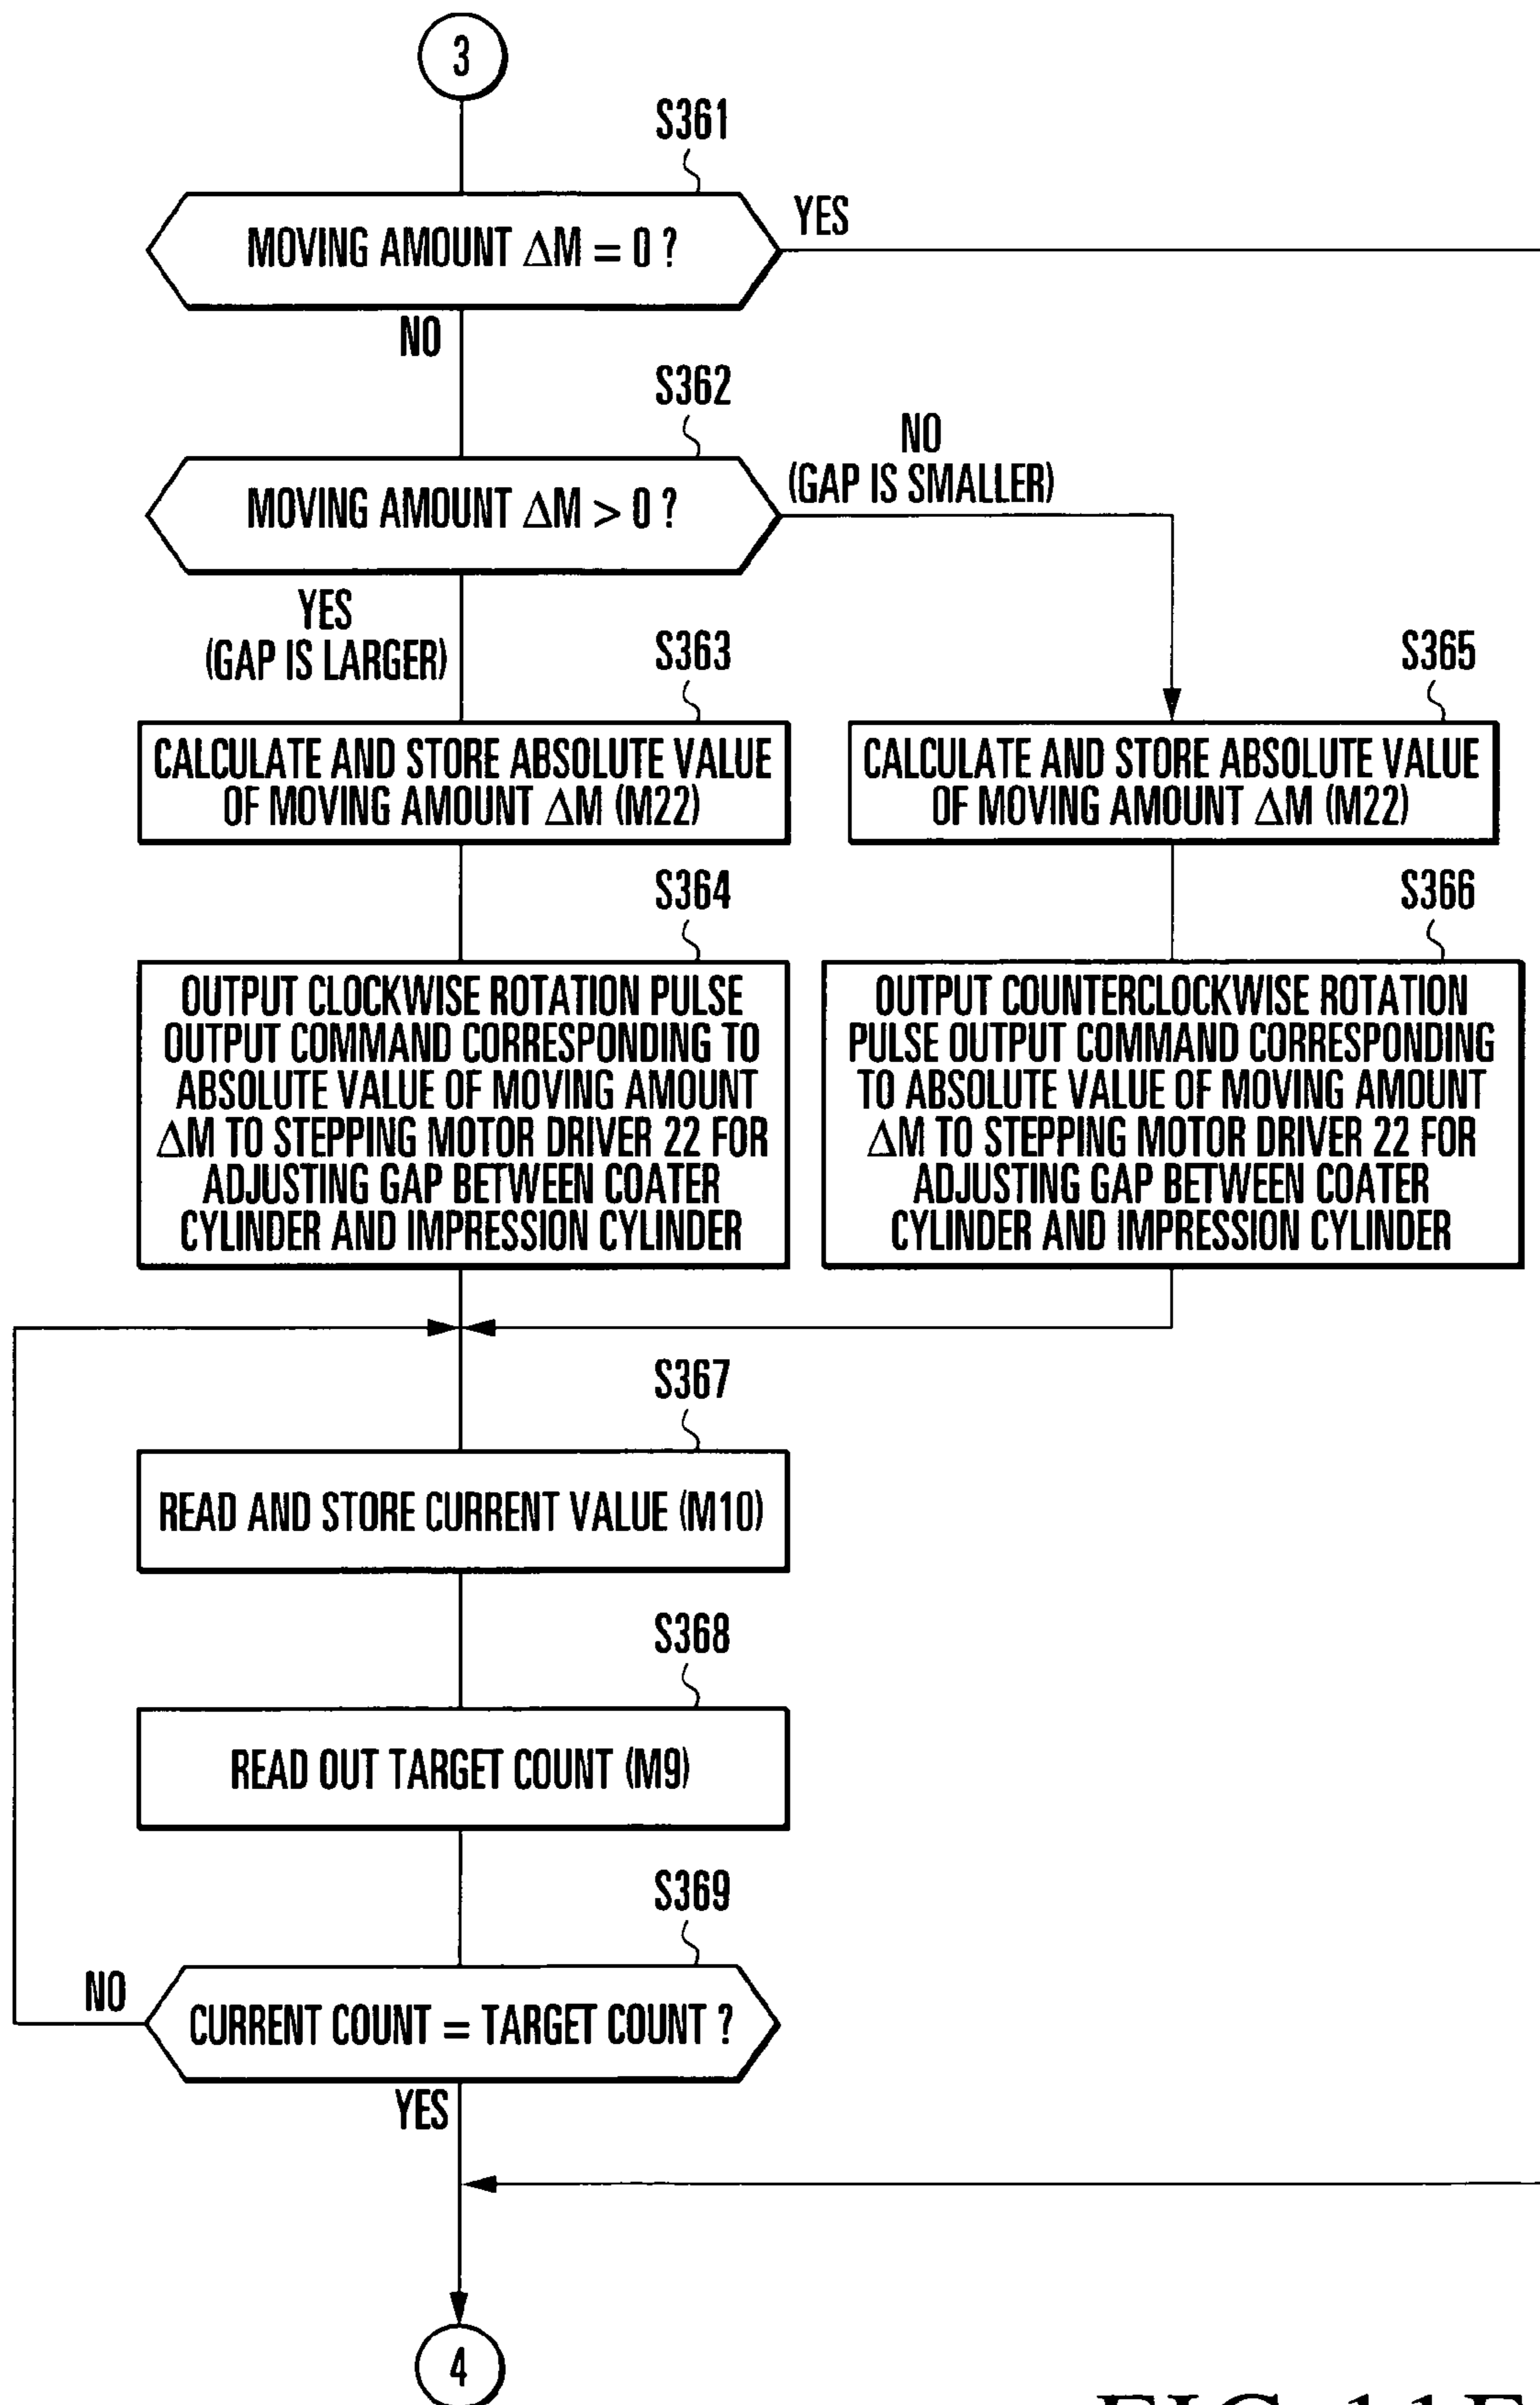 3
S361
MOVING AMOUNT ΔM = 0 ?
YES
NO
S362
MOVING AMOUNT ΔM > 0 ?
NO
(GAP IS SMALLER)
YES
(GAP IS LARGER)
S363
CALCULATE AND STORE ABSOLUTE VALUE
OF MOVING AMOUNT ΔM (M22)
S365
CALCULATE AND STORE ABSOLUTE VALUE
OF MOVING AMOUNT ΔM (M22)
S364
OUTPUT CLOCKWISE ROTATION PULSE
OUTPUT COMMAND CORRESPONDING TO
ABSOLUTE VALUE OF MOVING AMOUNT
ΔM TO STEPPING MOTOR DRIVER 22 FOR
ADJUSTING GAP BETWEEN COATER
CYLINDER AND IMPRESSION CYLINDER
S366
OUTPUT COUNTERCLOCKWISE ROTATION
PULSE OUTPUT COMMAND CORRESPONDING
TO ABSOLUTE VALUE OF MOVING AMOUNT
ΔM TO STEPPING MOTOR DRIVER 22 FOR
ADJUSTING GAP BETWEEN COATER
CYLINDER AND IMPRESSION CYLINDER
S367
READ AND STORE CURRENT VALUE (M10)
S368
READ OUT TARGET COUNT (M9)
S369
CURRENT COUNT = TARGET COUNT ?
NO
YES
4